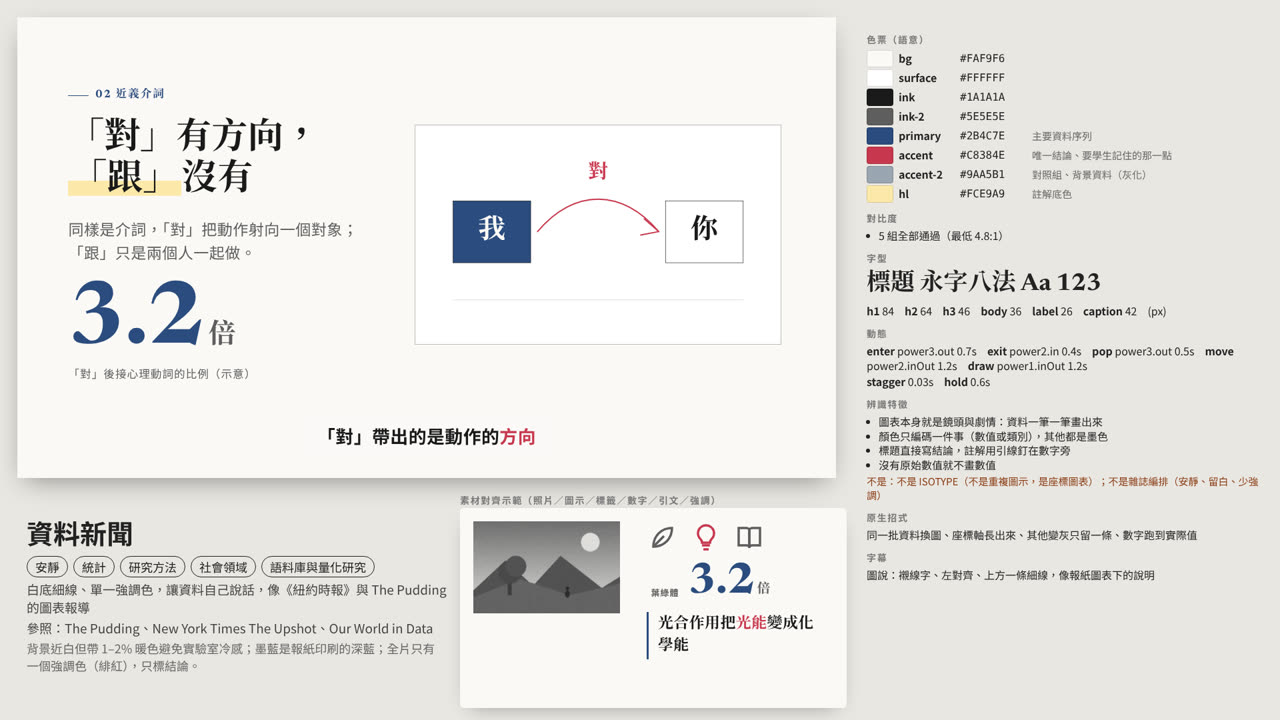 02 近義介詞
「對」有方向，
「跟」沒有
同樣是介詞，「對」把動作射向一個對象；
「跟」只是兩個人一起做。
3.2 倍
「對」後接心理動詞的比例（示意）
對
我
你
「對」帶出的是動作的方向
資料新聞
安靜 統計 研究方法 社會領域 語料庫與量化研究
白底細線、單一強調色，讓資料自己說話，像《紐約時報》與 The Pudding
的圖表報導
參照：The Pudding、New York Times The Upshot、Our World in Data
背景近白但帶 1–2% 暖色避免實驗室冷感；墨藍是報紙印刷的深藍；全片只有
一個強調色（緋紅），只標結論。
素材對齊示範（照片／圖示／標籤／數字／引文／強調）
葉綠體 3.2 倍
光合作用把光能變成化
學能
色票（語意）
bg #FAF9F6
surface #FFFFFF
ink #1A1A1A
ink-2 #5E5E5E
primary #2B4C7E 主要資料序列
accent #C8384E 唯一結論、要學生記住的那一點
accent-2 #9AA5B1 對照組、背景資料（灰化）
hl #FCE9A9 註解底色
對比度
5 組全部通過（最低 4.8:1）
字型
標題 永字八法 Aa 123
h1 84 h2 64 h3 46 body 36 label 26 caption 42 (px)
動態
enter power3.out 0.7s exit power2.in 0.4s pop power3.out 0.5s move
power2.inOut 1.2s draw power1.inOut 1.2s
stagger 0.03s hold 0.6s
辨識特徵
圖表本身就是鏡頭與劇情：資料一筆一筆畫出來
顏色只編碼一件事（數值或類別），其他都是墨色
標題直接寫結論，註解用引線釘在數字旁
沒有原始數值就不畫數值
不是：不是 ISOTYPE（不是重複圖示，是座標圖表）；不是雜誌編排（安靜、留白、少強
調）
原生招式
同一批資料換圖、座標軸長出來、其他變灰只留一條、數字跑到實際值
字幕
圖說：襯線字、左對齊、上方一條細線，像報紙圖表下的說明